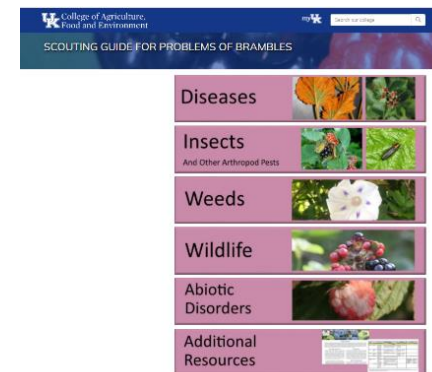 College of Agriculture,
Food and Environment
myUK
Search our college
SCOUTING GUIDE FOR PROBLEMS OF BRAMBLES
Diseases
Insects
And Other Arthropod Pests
Weeds
Wildlife
Abiotic
Disorders
Additional
Resources